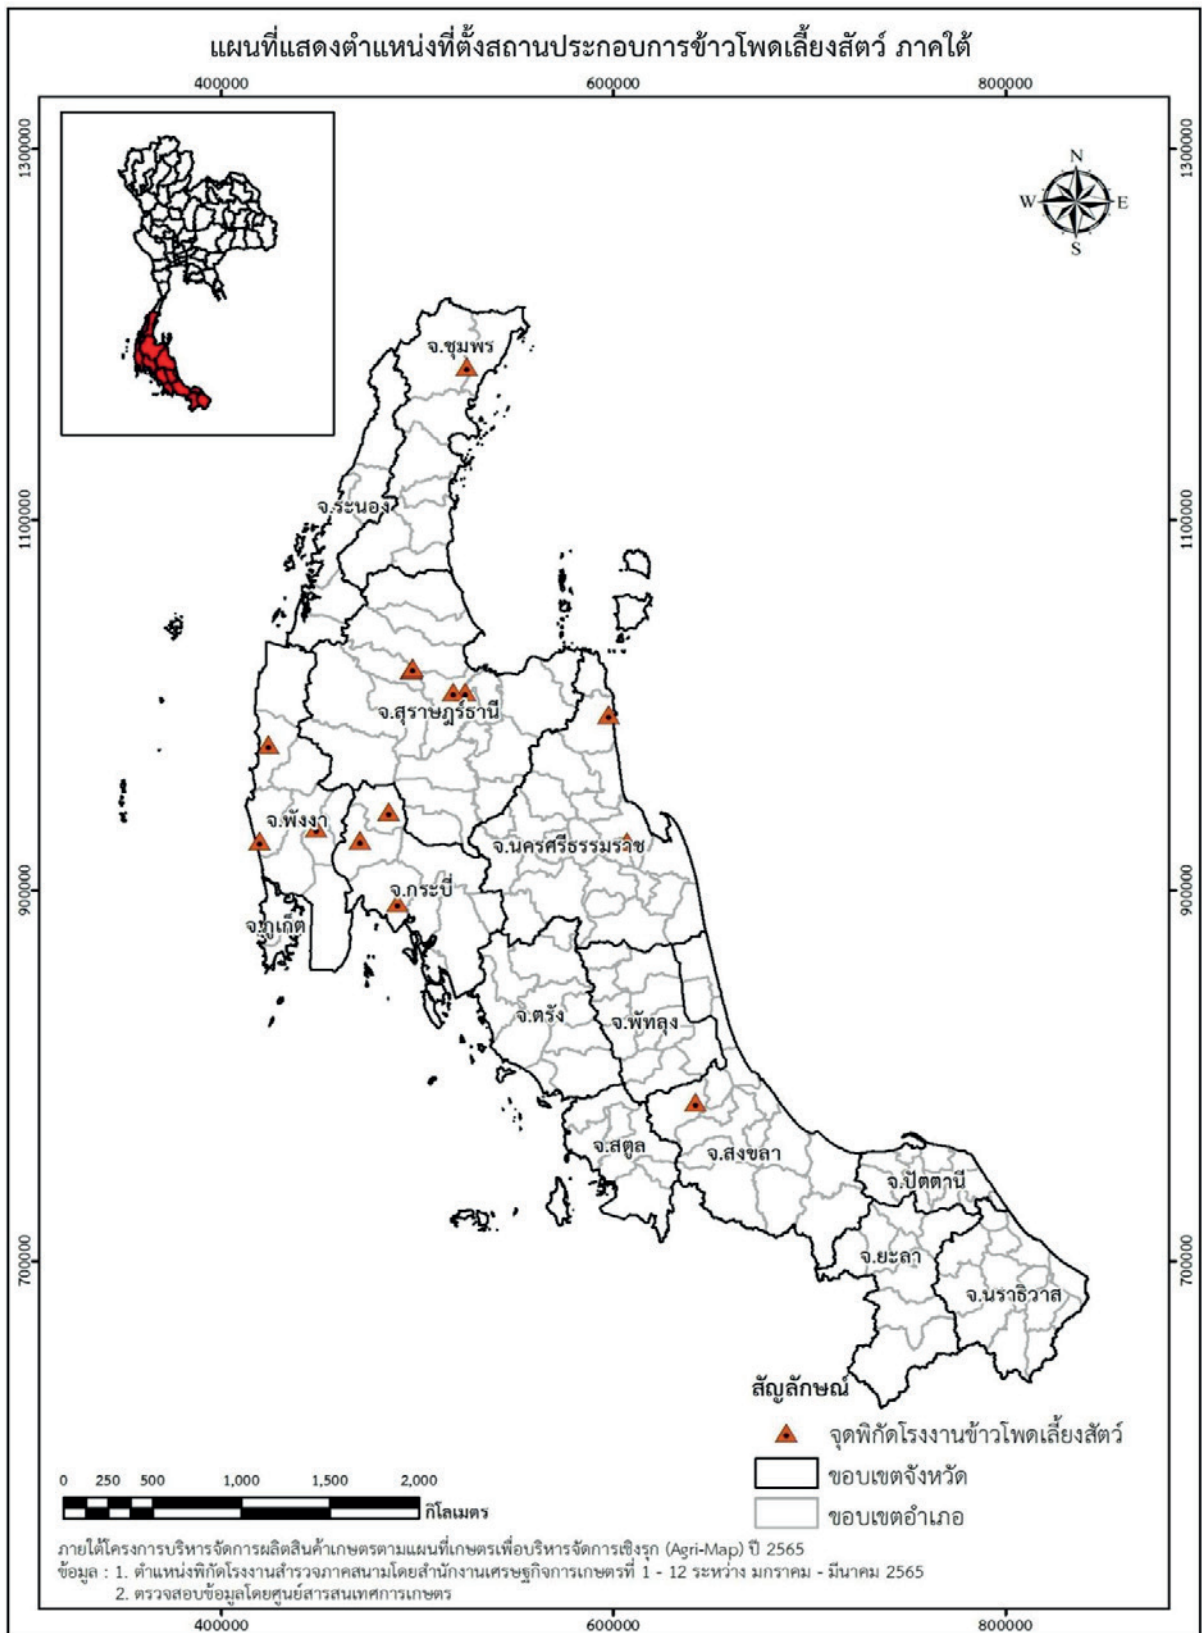 แผนที่แสดงตำแหน่งที่ตั้งสถานประกอบการข้าวโพดเลี้ยงสัตว์ ภาคใต้
400000 600000 800000
1300000 1300000
N
W E
S
จ.ชุมพร
จ.ระนอง
1100000 1100000
จ.สุราษฎร์ธานี
จ.พังงา
จ.นครศรีธรรมราช
จ.กระบี่
900000 900000
จ.ภูเก็ต
จ.ตรัง
จ.พัทลุง
จ.สตูล
จ.สงขลา
จ.ปัตตานี
จ.ยะลา
700000 700000
จ.นราธิวาส
สัญลักษณ์
จุดพิกัดโรงงานข้าวโพดเลี้ยงสัตว์
ขอบเขตจังหวัด
ขอบเขตอำเภอ
0 250 500 1,000 1,500 2,000
กิโลเมตร
ภายใต้โครงการบริหารจัดการผลิตสินค้าเกษตรตามแผนที่เกษตรเพื่อบริหารจัดการเชิงรุก (Agri-Map) ปี 2565
ข้อมูล : 1. ตำแหน่งพิกัดโรงงานสำรวจภาคสนามโดยสำนักงานเศรษฐกิจการเกษตรที่ 1 - 12 ระหว่าง มกราคม - มีนาคม 2565
2. ตรวจสอบข้อมูลโดยศูนย์สารสนเทศการเกษตร
400000 600000 800000